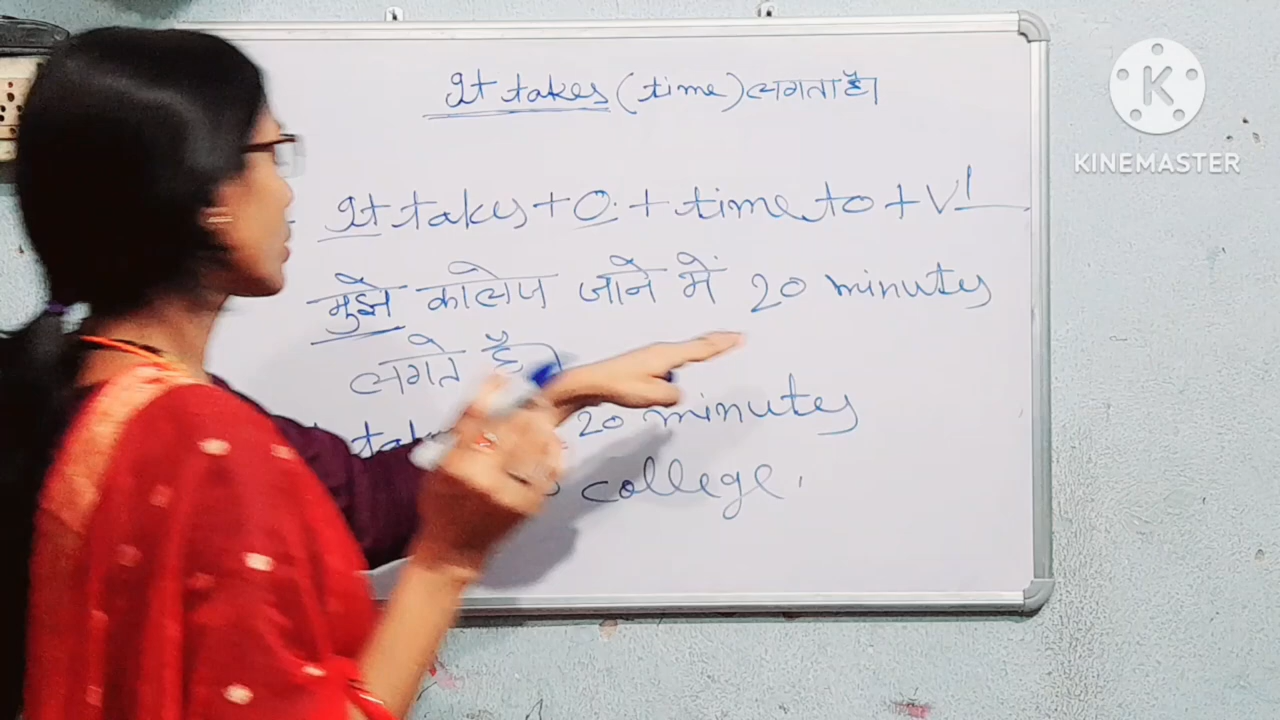 It takes (time) लगता है।
It takes + O. + time to + V1
मुझे कॉलेज जाने में 20 minutes
लगते हैं
20 minutes
college.
K
KINEMASTER